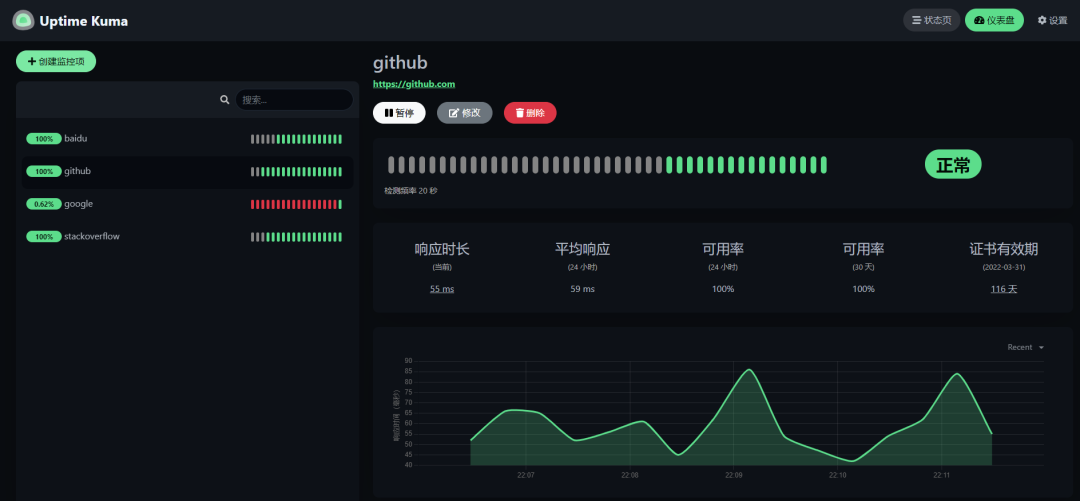 Uptime Kuma
状态页
仪表盘
设置
创建监控项
搜索...
100% baidu
100% github
0.62% google
100% stackoverflow
github
https://github.com
暂停 修改 删除
正常
检测频率 20 秒
响应时长 平均响应 可用率 可用率 证书有效期
(当前) (24 小时) (24 小时) (30 天) (2022-03-31)
55 ms 59 ms 100% 100% 116 天
Recent
响应时间（毫秒）
90
85
80
75
70
65
60
55
50
45
40
22:07 22:08 22:09 22:10 22:11